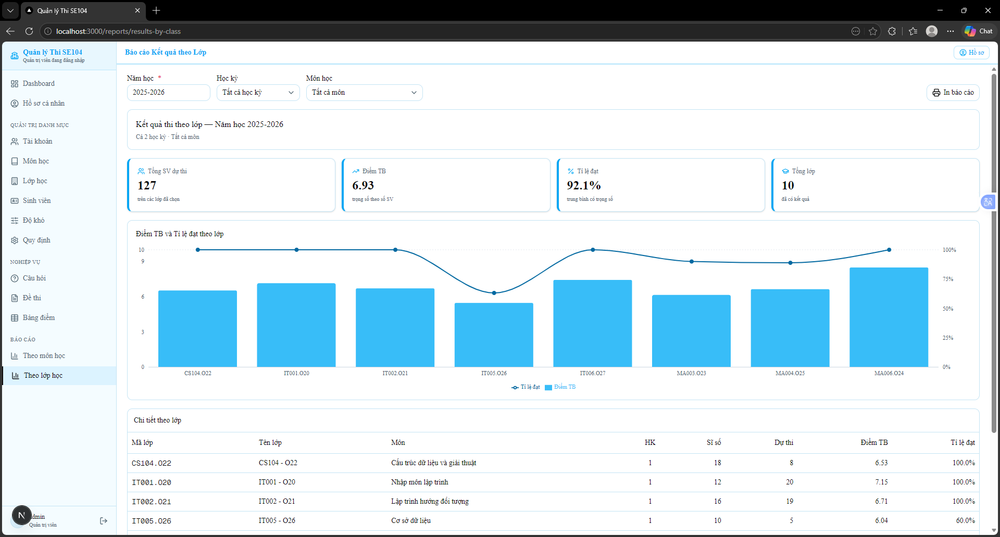 Quản lý Thi SE104
localhost:3000/reports/results-by-class
Chat
Quản lý Thi SE104
Quản trị viên đang đăng nhập
Báo cáo Kết quả theo Lớp
Hồ sơ
Dashboard
Hồ sơ cá nhân
QUẢN TRỊ DANH MỤC
Tài khoản
Môn học
Lớp học
Sinh viên
Độ khó
Quy định
NGHIỆP VỤ
Câu hỏi
Đề thi
Bảng điểm
BÁO CÁO
Theo môn học
Theo lớp học
N
dmin
Quản trị viên
Năm học *
Học kỳ
Môn học
2025-2026
Tất cả học kỳ
Tất cả môn
In báo cáo
Kết quả thi theo lớp — Năm học 2025-2026
Cả 2 học kỳ · Tất cả môn
Tổng SV dự thi
127
trên các lớp đã chọn
Điểm TB
6.93
trọng số theo số SV
Tỉ lệ đạt
92.1%
trung bình có trọng số
Tổng lớp
10
đã có kết quả
Điểm TB và Tỉ lệ đạt theo lớp
10
9
6
3
0
100%
75%
50%
25%
0%
CS104.O22
IT001.O20
IT002.O21
IT005.O26
IT006.O27
MA003.O23
MA004.O25
MA006.O24
Tỉ lệ đạt
Điểm TB
Chi tiết theo lớp
Mã lớp Tên lớp Môn HK Sĩ số Dự thi Điểm TB Tỉ lệ đạt
CS104.O22 CS104 - O22 Cấu trúc dữ liệu và giải thuật 1 18 8 6.53 100.0%
IT001.O20 IT001 - O20 Nhập môn lập trình 1 12 20 7.15 100.0%
IT002.O21 IT002 - O21 Lập trình hướng đối tượng 1 16 19 6.71 100.0%
IT005.O26 IT005 - O26 Cơ sở dữ liệu 1 10 5 6.04 60.0%